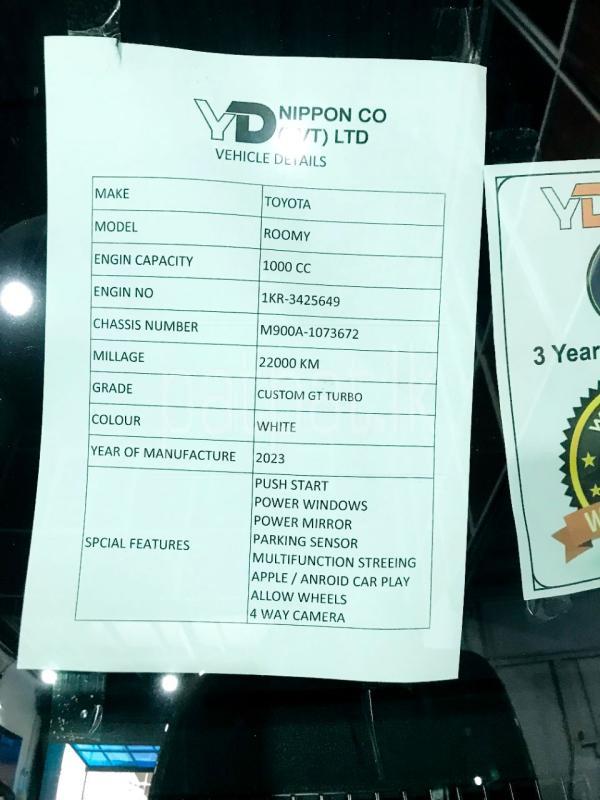 YD NIPPON CO
(PVT) LTD
VEHICLE DETAILS
MAKE TOYOTA
MODEL ROOMY
ENGIN CAPACITY 1000 CC
ENGIN NO 1KR-3425649
CHASSIS NUMBER M900A-1073672
MILLAGE 22000 KM
GRADE CUSTOM GT TURBO
COLOUR WHITE
YEAR OF MANUFACTURE 2023
SPCIAL FEATURES
PUSH START
POWER WINDOWS
POWER MIRROR
PARKING SENSOR
MULTIFUNCTION STREEING
APPLE / ANROID CAR PLAY
ALLOW WHEELS
4 WAY CAMERA
3 Year